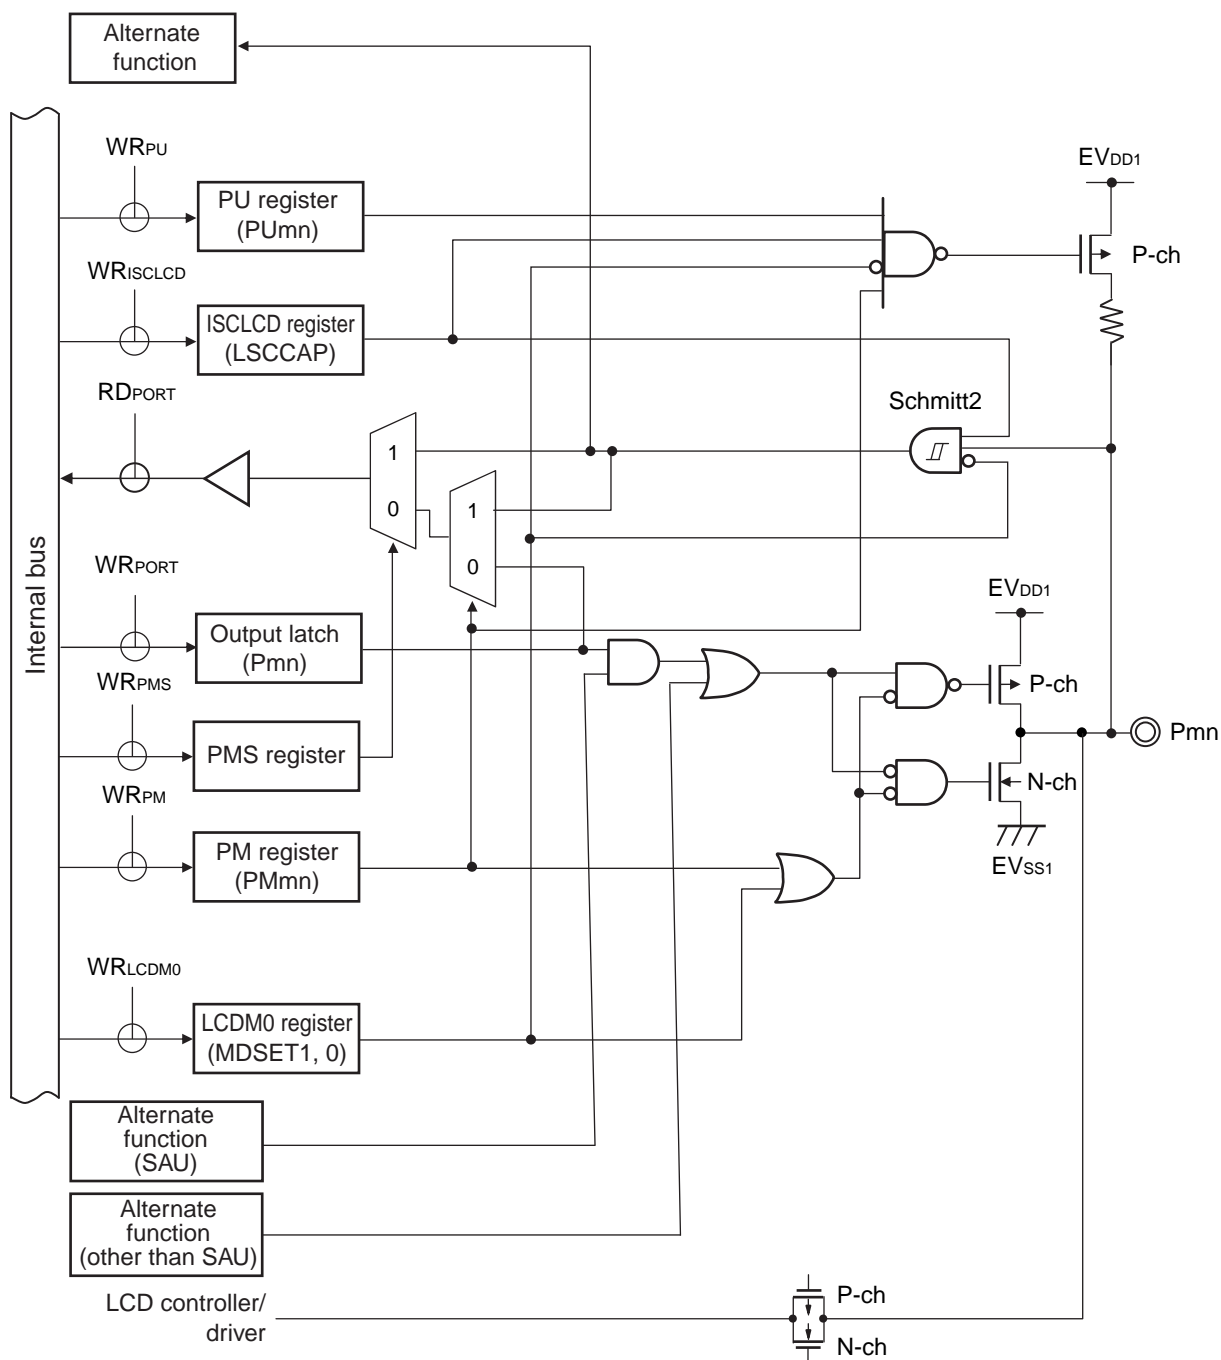 Alternate
function
WRPU
EVDD1
PU register
(PUmn)
P-ch
WRISCLCD
ISCLCD register
(LSCCAP)
RDPORT
Schmitt2
1
0
1
0
Internal bus
WRPORT
EVDD1
Output latch
(Pmn)
P-ch
WRPMS
Pmn
PMS register
N-ch
WRPM
PM register
(PMmn)
EVSS1
WRLCDM0
LCDM0 register
(MDSET1, 0)
Alternate
function
(SAU)
Alternate
function
(other than SAU)
LCD controller/
driver
P-ch
N-ch